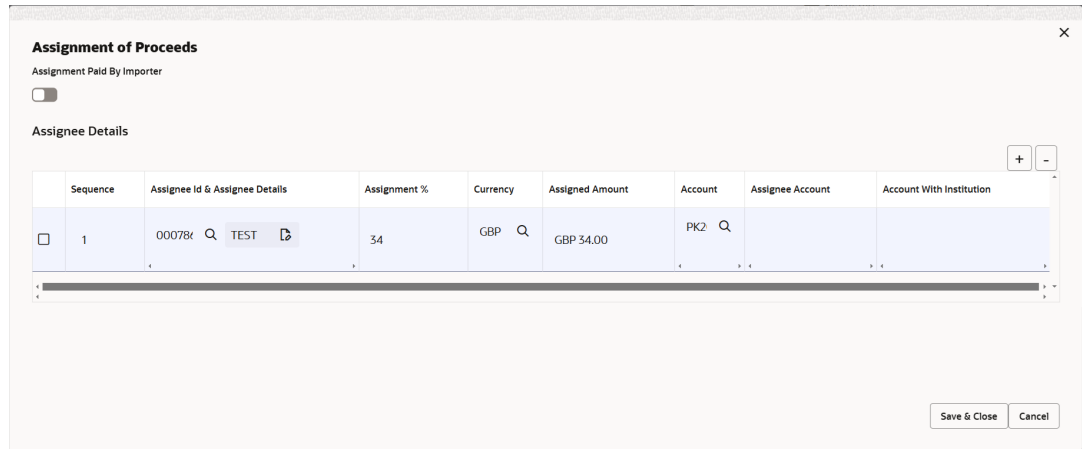 Assignment of Proceeds
Assignment Paid By Importer
Assignee Details
+ -
Sequence Assignee Id & Assignee Details Assignment % Currency Assigned Amount Account Assignee Account Account With Institution
1 00078 TEST 34 GBP GBP 34.00 PK2
Save & Close Cancel